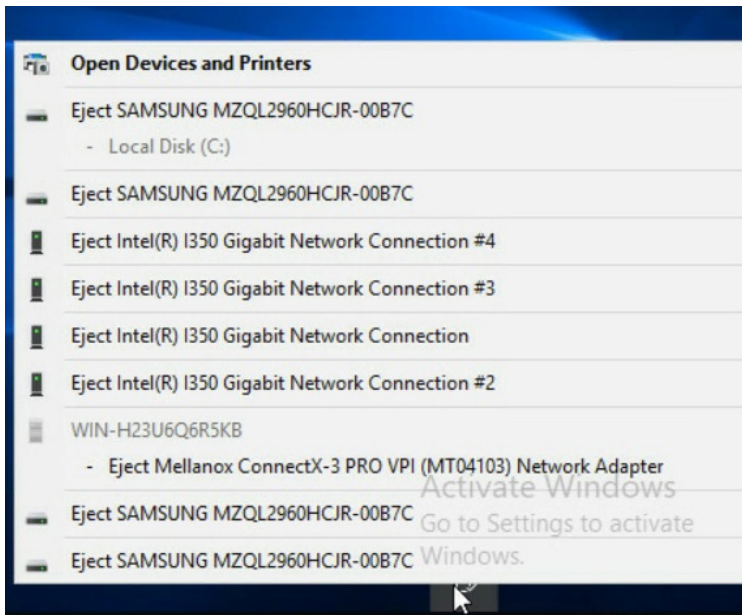 Open Devices and Printers
Eject SAMSUNG MZQL2960HCJR-00B7C
- Local Disk (C:)
Eject SAMSUNG MZQL2960HCJR-00B7C
Eject Intel(R) I350 Gigabit Network Connection #4
Eject Intel(R) I350 Gigabit Network Connection #3
Eject Intel(R) I350 Gigabit Network Connection
Eject Intel(R) I350 Gigabit Network Connection #2
WIN-H23U6Q6R5KB
- Eject Mellanox ConnectX-3 PRO VPI (MT04103) Network Adapter
Activate Windows
Eject SAMSUNG MZQL2960HCJR-00B7C
Go to Settings to activate
Windows.
Eject SAMSUNG MZQL2960HCJR-00B7C